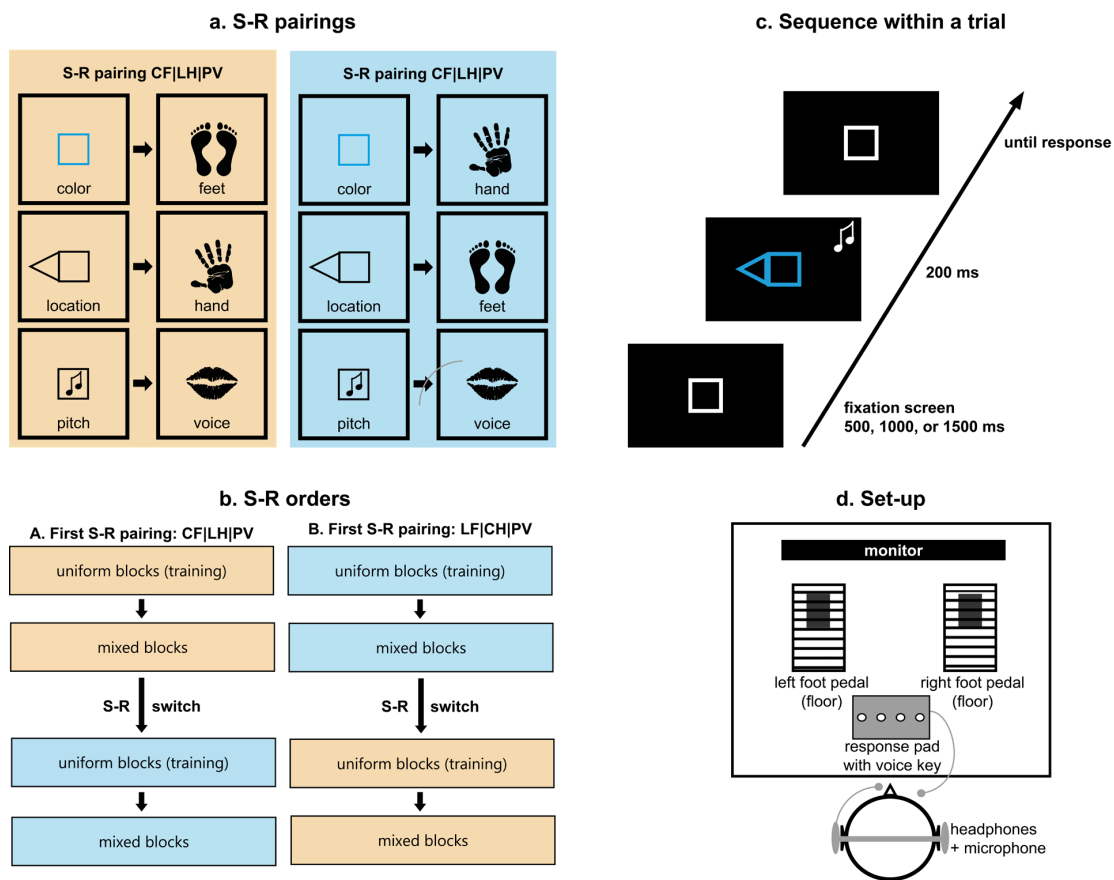 a. S-R pairings
S-R pairing CF|LH|PV
color
feet
location
hand
pitch
voice
S-R pairing CF|LH|PV
color
hand
location
feet
pitch
voice
c. Sequence within a trial
until response
200 ms
fixation screen
500, 1000, or 1500 ms
b. S-R orders
A. First S-R pairing: CF|LH|PV
uniform blocks (training)
mixed blocks
S-R switch
uniform blocks (training)
mixed blocks
B. First S-R pairing: LF|CH|PV
uniform blocks (training)
mixed blocks
S-R switch
uniform blocks (training)
mixed blocks
d. Set-up
monitor
left foot pedal
(floor)
right foot pedal
(floor)
response pad
with voice key
headphones
+ microphone